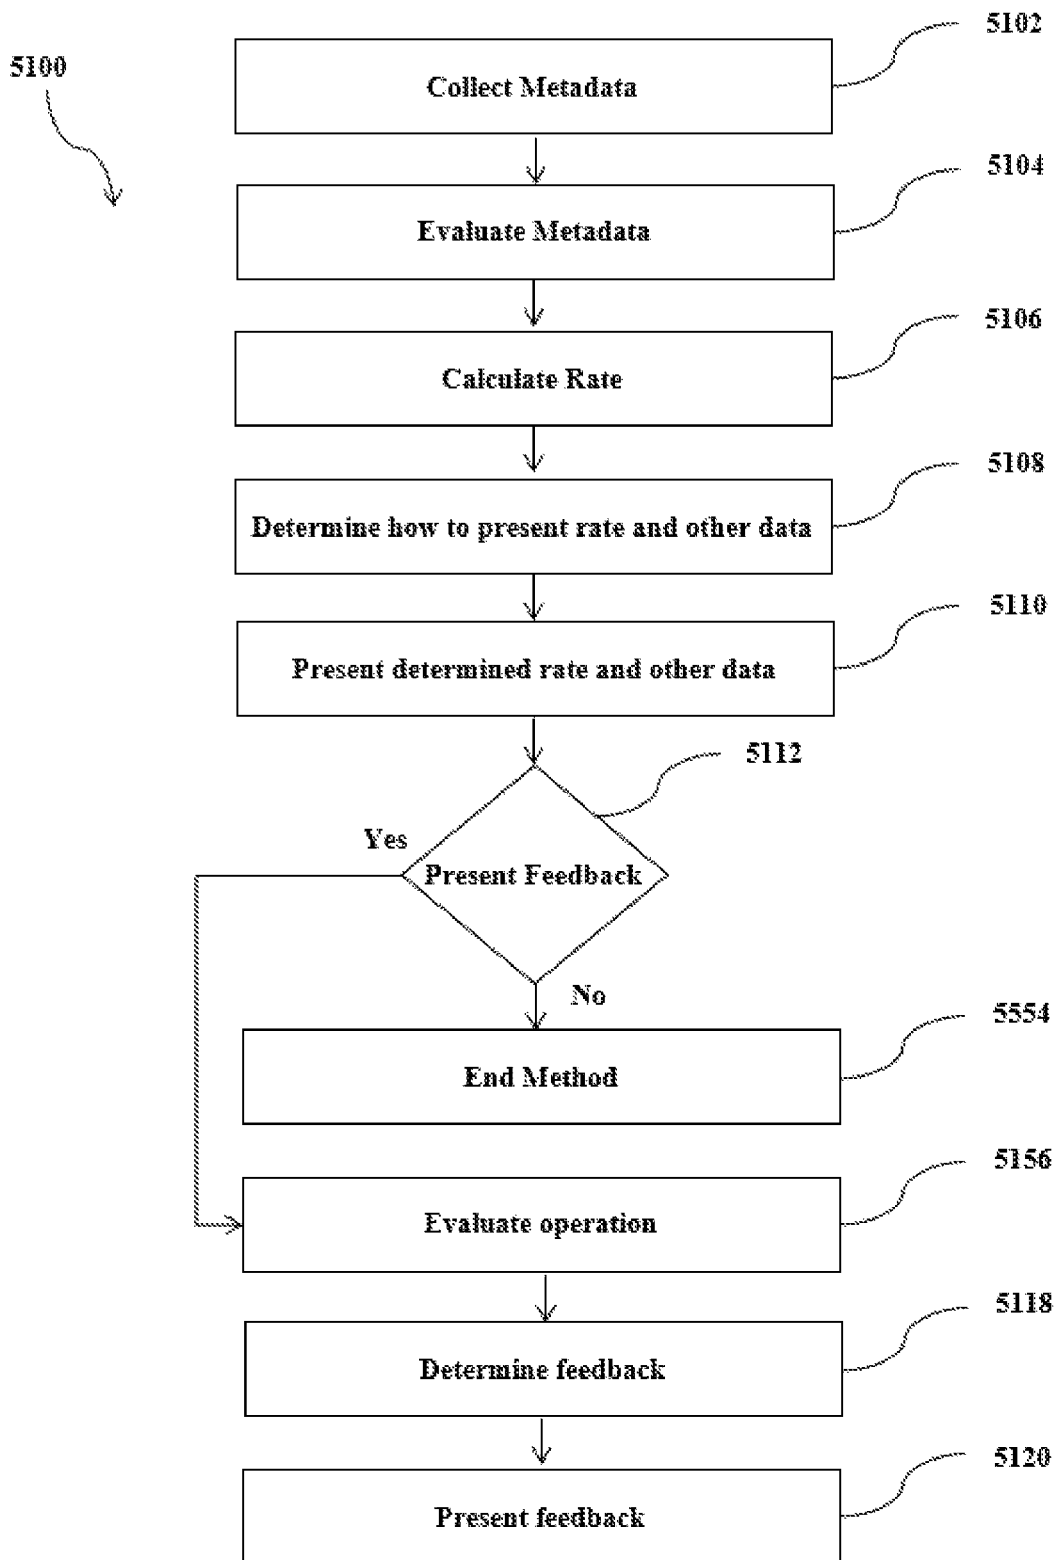 5102
5100
Collect Metadata
5104
Evaluate Metadata
5106
Calculate Rate
5108
Determine how to present rate and other data
5110
Present determined rate and other data
5112
Yes
Present Feedback
No
5554
End Method
5156
Evaluate operation
5118
Determine feedback
5120
Present feedback